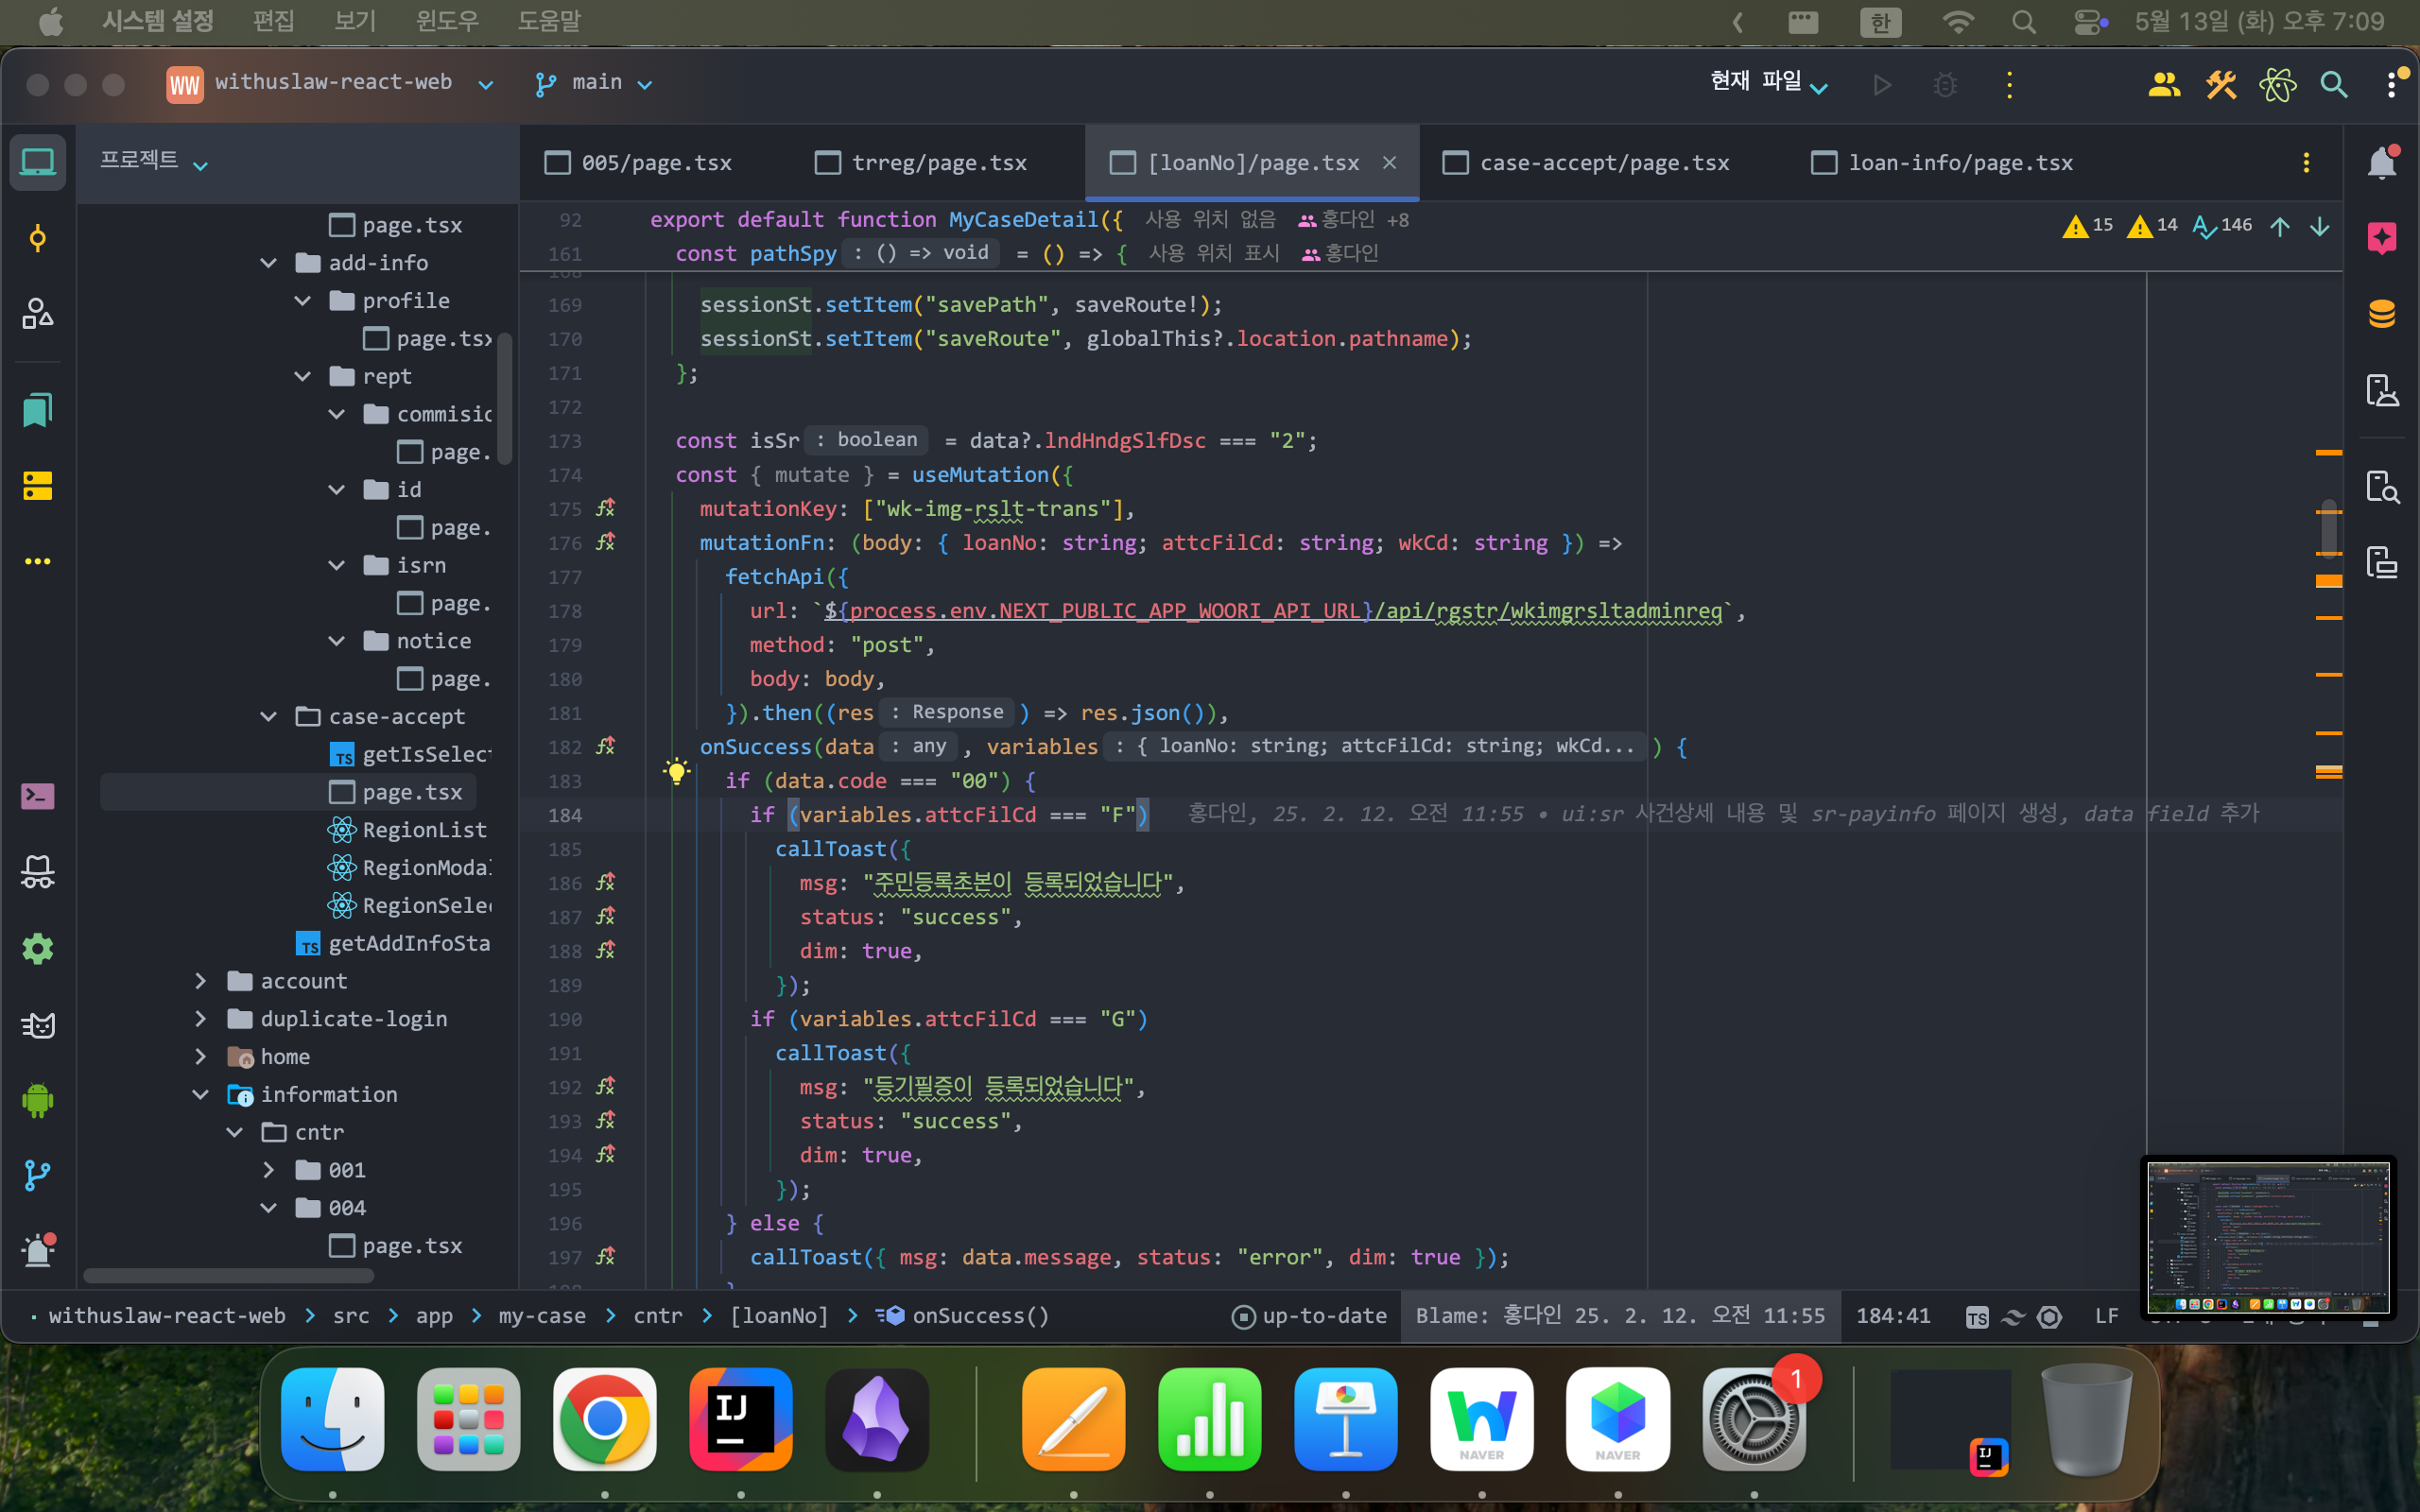 시스템 설정 편집 보기 윈도우 도움말 한 5월 13일 (화) 오후 7:09
WW withuslaw-react-web main 현재 파일
프로젝트
005/page.tsx trreg/page.tsx [loanNo]/page.tsx case-accept/page.tsx loan-info/page.tsx
page.tsx
add-info
profile
page.tsx
rept
commisic
page.
id
page.
isrn
page.
notice
page.
case-accept
getIsSelect
page.tsx
RegionList
RegionModal
RegionSele
getAddInfoSta
account
duplicate-login
home
information
cntr
001
004
page.tsx
15 14 146
92 export default function MyCaseDetail({ 사용 위치 없음 홍다인 +8
161 const pathSpy : () => void = () => { 사용 위치 표시 홍다인
169 sessionSt.setItem("savePath", saveRoute!);
170 sessionSt.setItem("saveRoute", globalThis?.location.pathname);
171 };
172
173 const isSr : boolean = data?.lndHndgSlfDsc === "2";
174 const { mutate } = useMutation({
175 mutationKey: ["wk-img-rslt-trans"],
176 mutationFn: (body: { loanNo: string; attcFilCd: string; wkCd: string }) =>
177 fetchApi({
178 url: `${process.env.NEXT_PUBLIC_APP_WOORI_API_URL}/api/rgstr/wkimgrsltadminreq`,
179 method: "post",
180 body: body,
181 }).then((res : Response ) => res.json()),
182 onSuccess(data : any , variables : { loanNo: string; attcFilCd: string; wkCd... ) {
183 if (data.code === "00") {
184 if (variables.attcFilCd === "F") 홍다인, 25. 2. 12. 오전 11:55 • ui:sr 사건상세 내용 및 sr-payinfo 페이지 생성, data field 추가
185 callToast({
186 msg: "주민등록초본이 등록되었습니다",
187 status: "success",
188 dim: true,
189 });
190 if (variables.attcFilCd === "G")
191 callToast({
192 msg: "등기필증이 등록되었습니다",
193 status: "success",
194 dim: true,
195 });
196 } else {
197 callToast({ msg: data.message, status: "error", dim: true });
withuslaw-react-web > src > app > my-case > cntr > [loanNo] > onSuccess() up-to-date Blame: 홍다인 25. 2. 12. 오전 11:55 184:41 TS LF
IJ NAVER NAVER 1 IJ